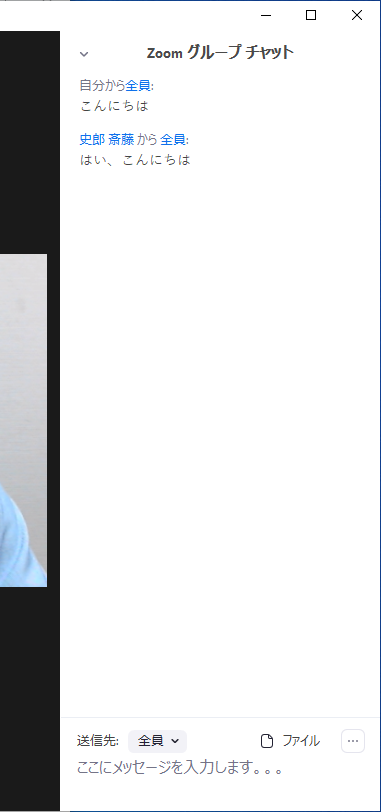 Zoom グループ チャット
自分から全員:
こんにちは
史郎 斎藤 から 全員:
はい、こんにちは
送信先: 全員 ファイル ...
ここにメッセージを入力します。。。